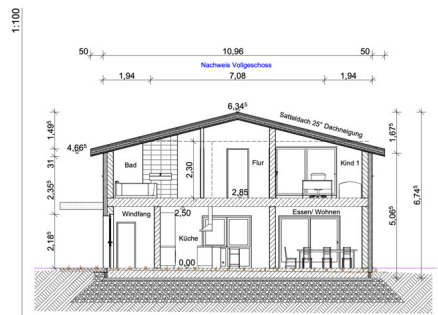 1:100
50 10,96 50
Nachweis Vollgeschoss
1,94 7,08 1,94
6,34⁵
Satteldach 25° Dachneigung
1,49⁵
1,67⁵
4,66⁵
31
Bad
2,30
Flur
Kind 1
2,35
2,85
6,74⁵
Windfang
2,50
Essen/ Wohnen
5,06⁵
2,18⁵
Küche
0,00